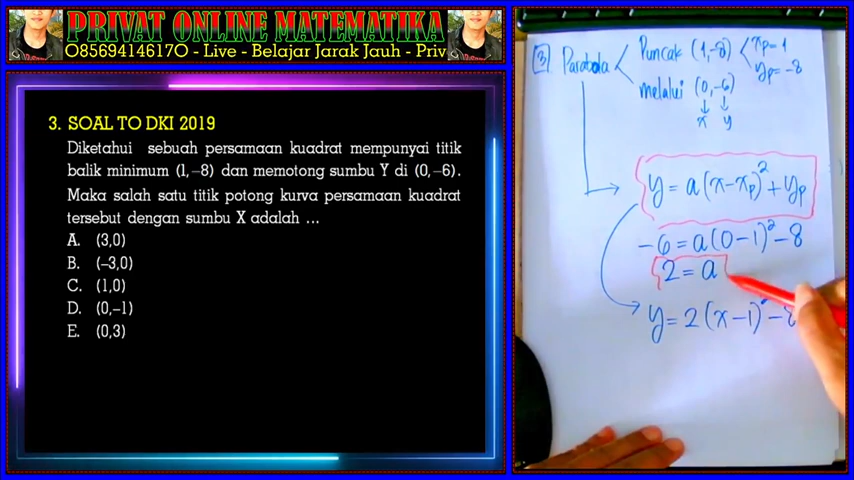 PRIVAT ONLINE MATEMATIKA
085694146170 - Live - Belajar Jarak Jauh - Priv
3. SOAL TO DKI 2019
Diketahui sebuah persamaan kuadrat mempunyai titik
balik minimum (1,–8) dan memotong sumbu Y di (0,–6).
Maka salah satu titik potong kurva persamaan kuadrat
tersebut dengan sumbu X adalah ...
A. (3,0)
B. (–3,0)
C. (1,0)
D. (0,–1)
E. (0,3)
3 Parabola < Puncak (1,-8) < xp = 1
yp = -8
melalui (0,-6)
↓ ↓
x y
y = a(x-xp)² + yp
-6 = a(0-1)² - 8
2 = a
y = 2(x-1)² - 8